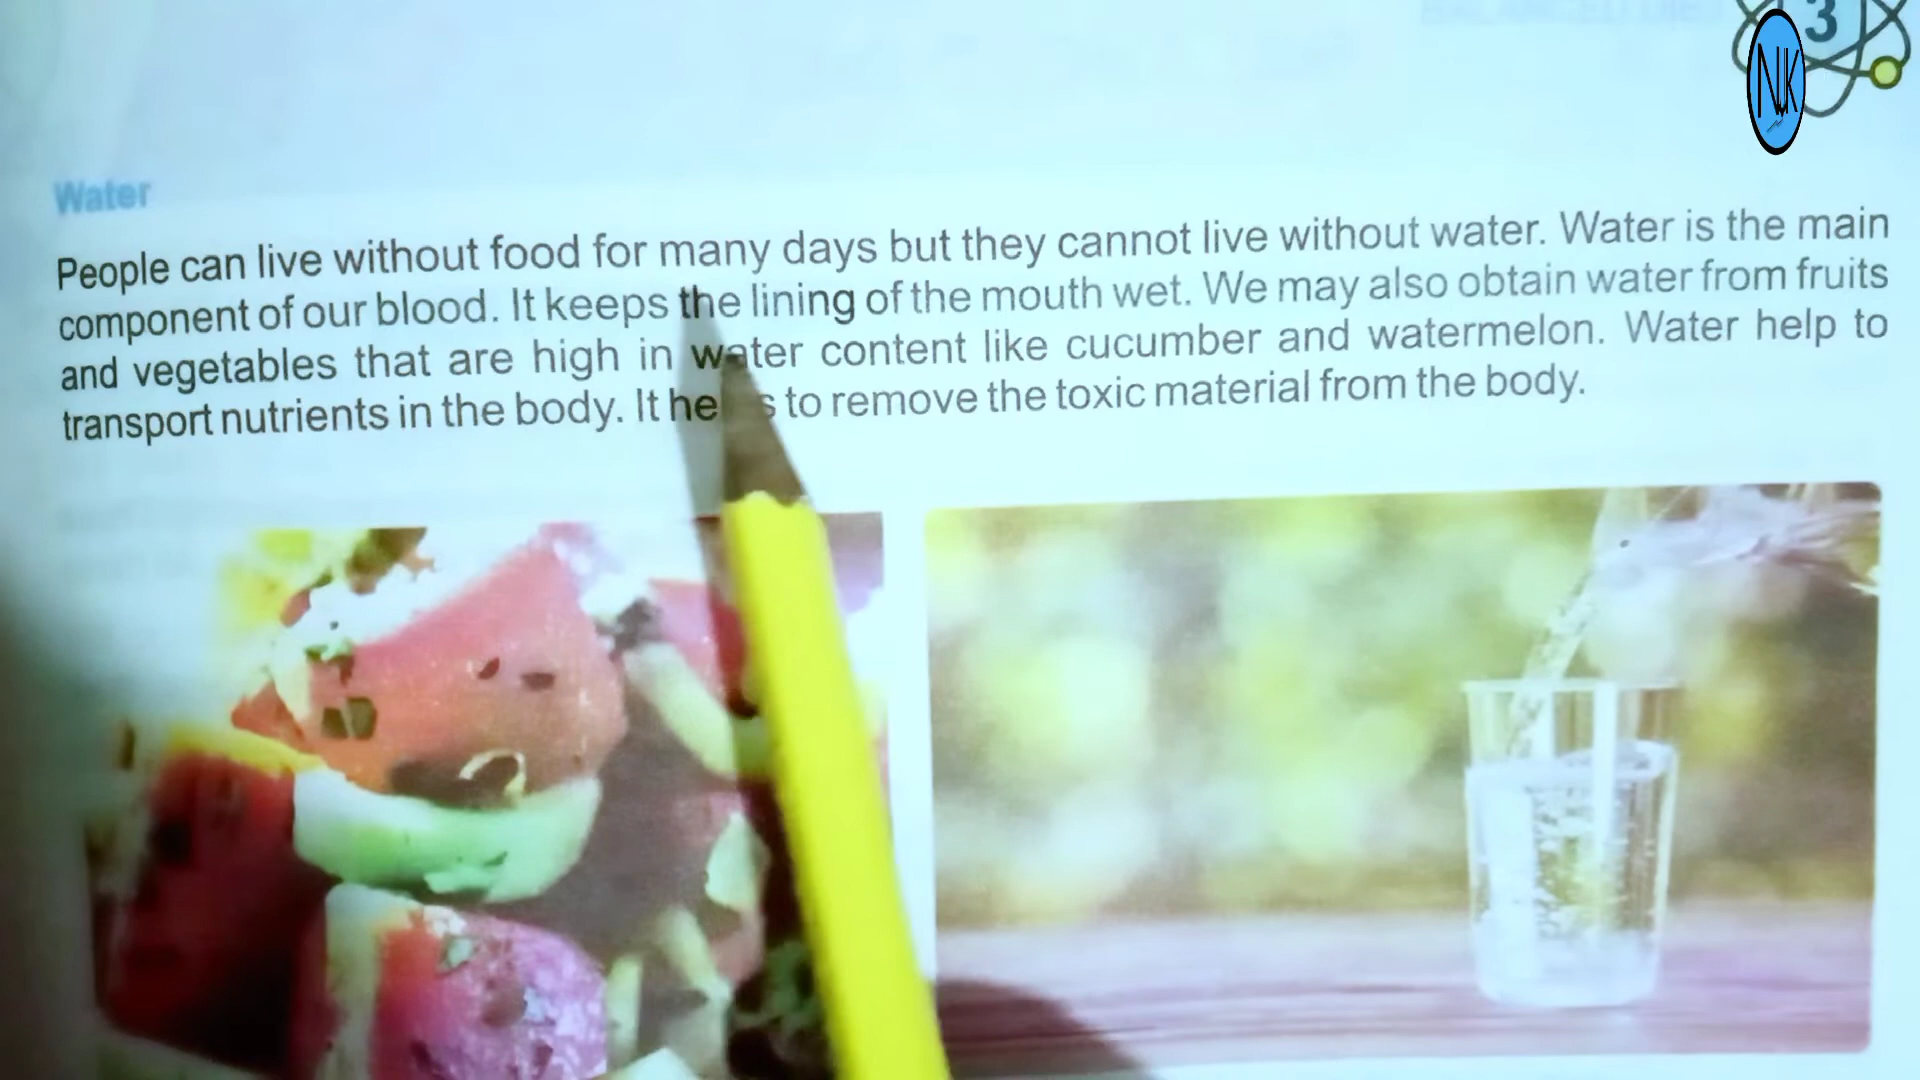 3
NJK
Water
People can live without food for many days but they cannot live without water. Water is the main
component of our blood. It keeps the lining of the mouth wet. We may also obtain water from fruits
and vegetables that are high in water content like cucumber and watermelon. Water help to
transport nutrients in the body. It he s to remove the toxic material from the body.